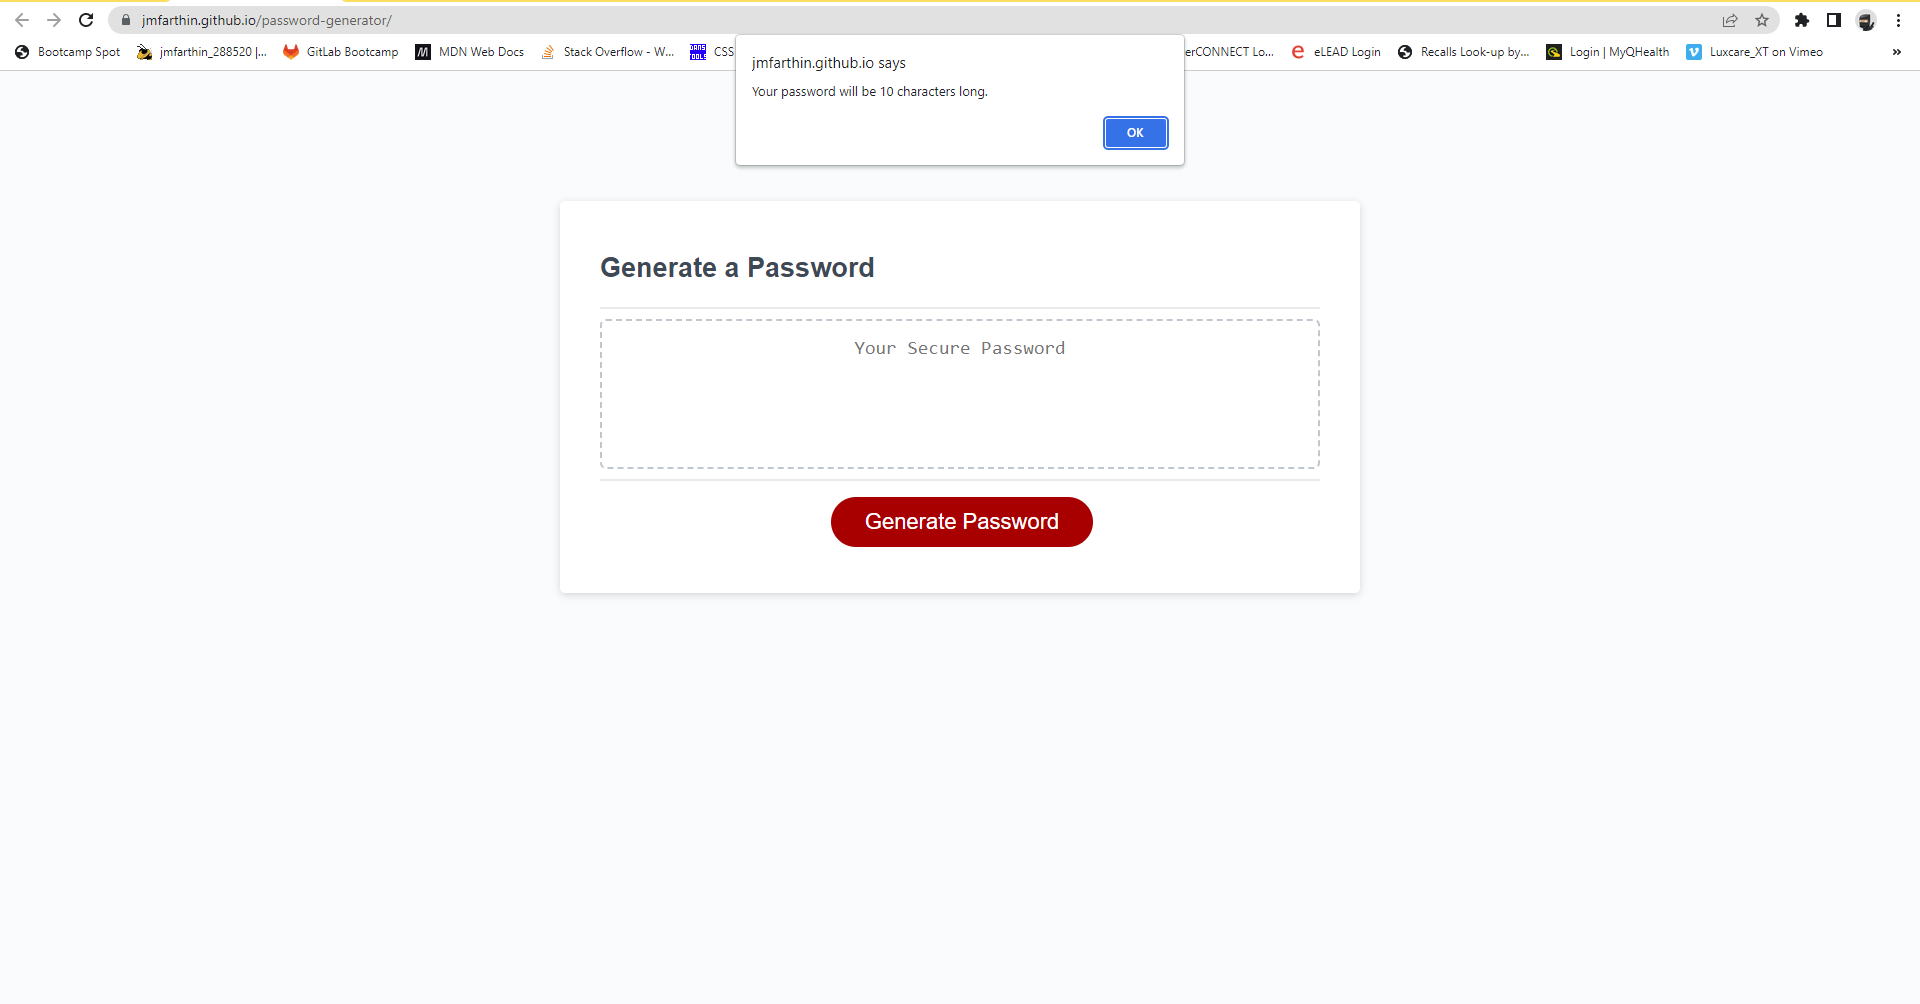 jmfarthin.github.io/password-generator/
Bootcamp Spot
jmfarthin_288520 |...
GitLab Bootcamp
MDN Web Docs
Stack Overflow - W...
CSS
erCONNECT Lo...
eLEAD Login
Recalls Look-up by...
Login | MyQHealth
Luxcare_XT on Vimeo
»
jmfarthin.github.io says
Your password will be 10 characters long.
OK
Generate a Password
Your Secure Password
Generate Password